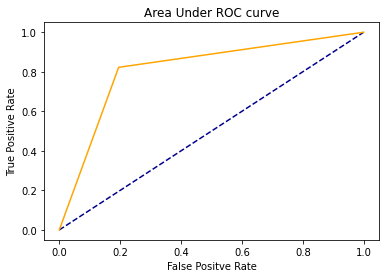 Area Under ROC curve
1.0
0.8
0.6
0.4
0.2
0.0
True Positive Rate
0.0 0.2 0.4 0.6 0.8 1.0
False Positve Rate